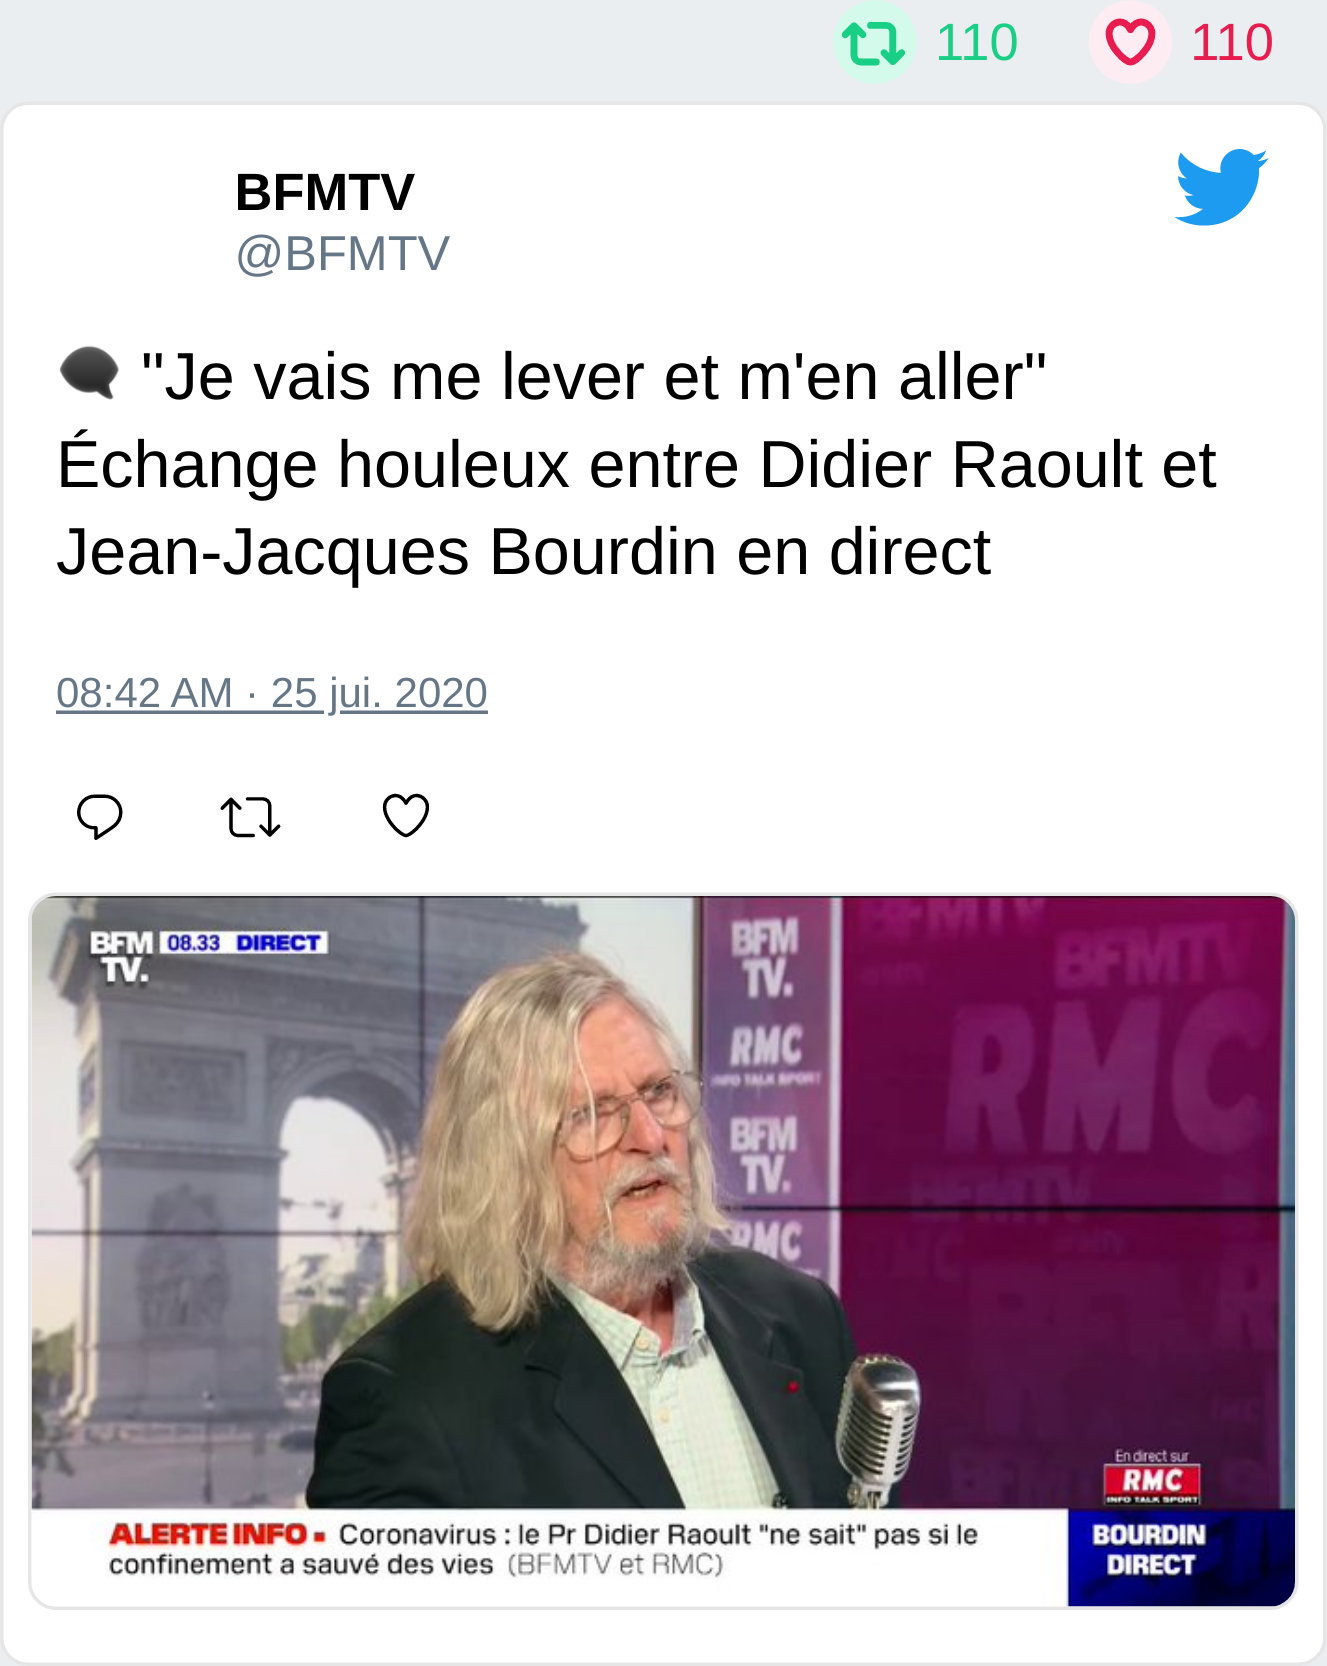 110 110
BFMTV
@BFMTV
🗨 "Je vais me lever et m'en aller"
Échange houleux entre Didier Raoult et
Jean-Jacques Bourdin en direct
08:42 AM · 25 jui. 2020
BFM TV. 08.33 DIRECT
BFM
TV.
RMC
INFO TALK SPORT
BFM
TV.
RMC
BFMTV
BFMTV
RMC
BFMTV
En direct sur
RMC
INFO TALK SPORT
ALERTE INFO ▪ Coronavirus : le Pr Didier Raoult "ne sait" pas si le
confinement a sauvé des vies (BFMTV et RMC)
BOURDIN
DIRECT